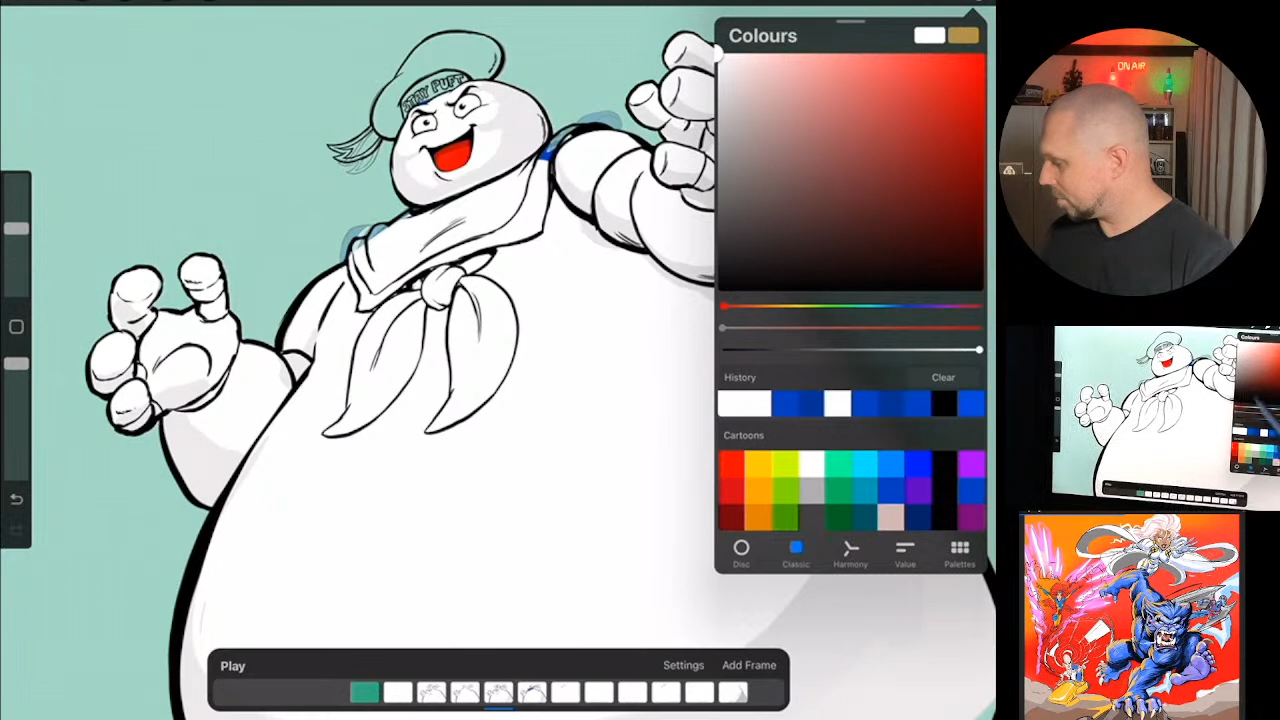 Colours
ON AIR
STAY PUFT
History
Clear
Cartoons
Disc
Classic
Harmony
Value
Palettes
Play
Settings
Add Frame